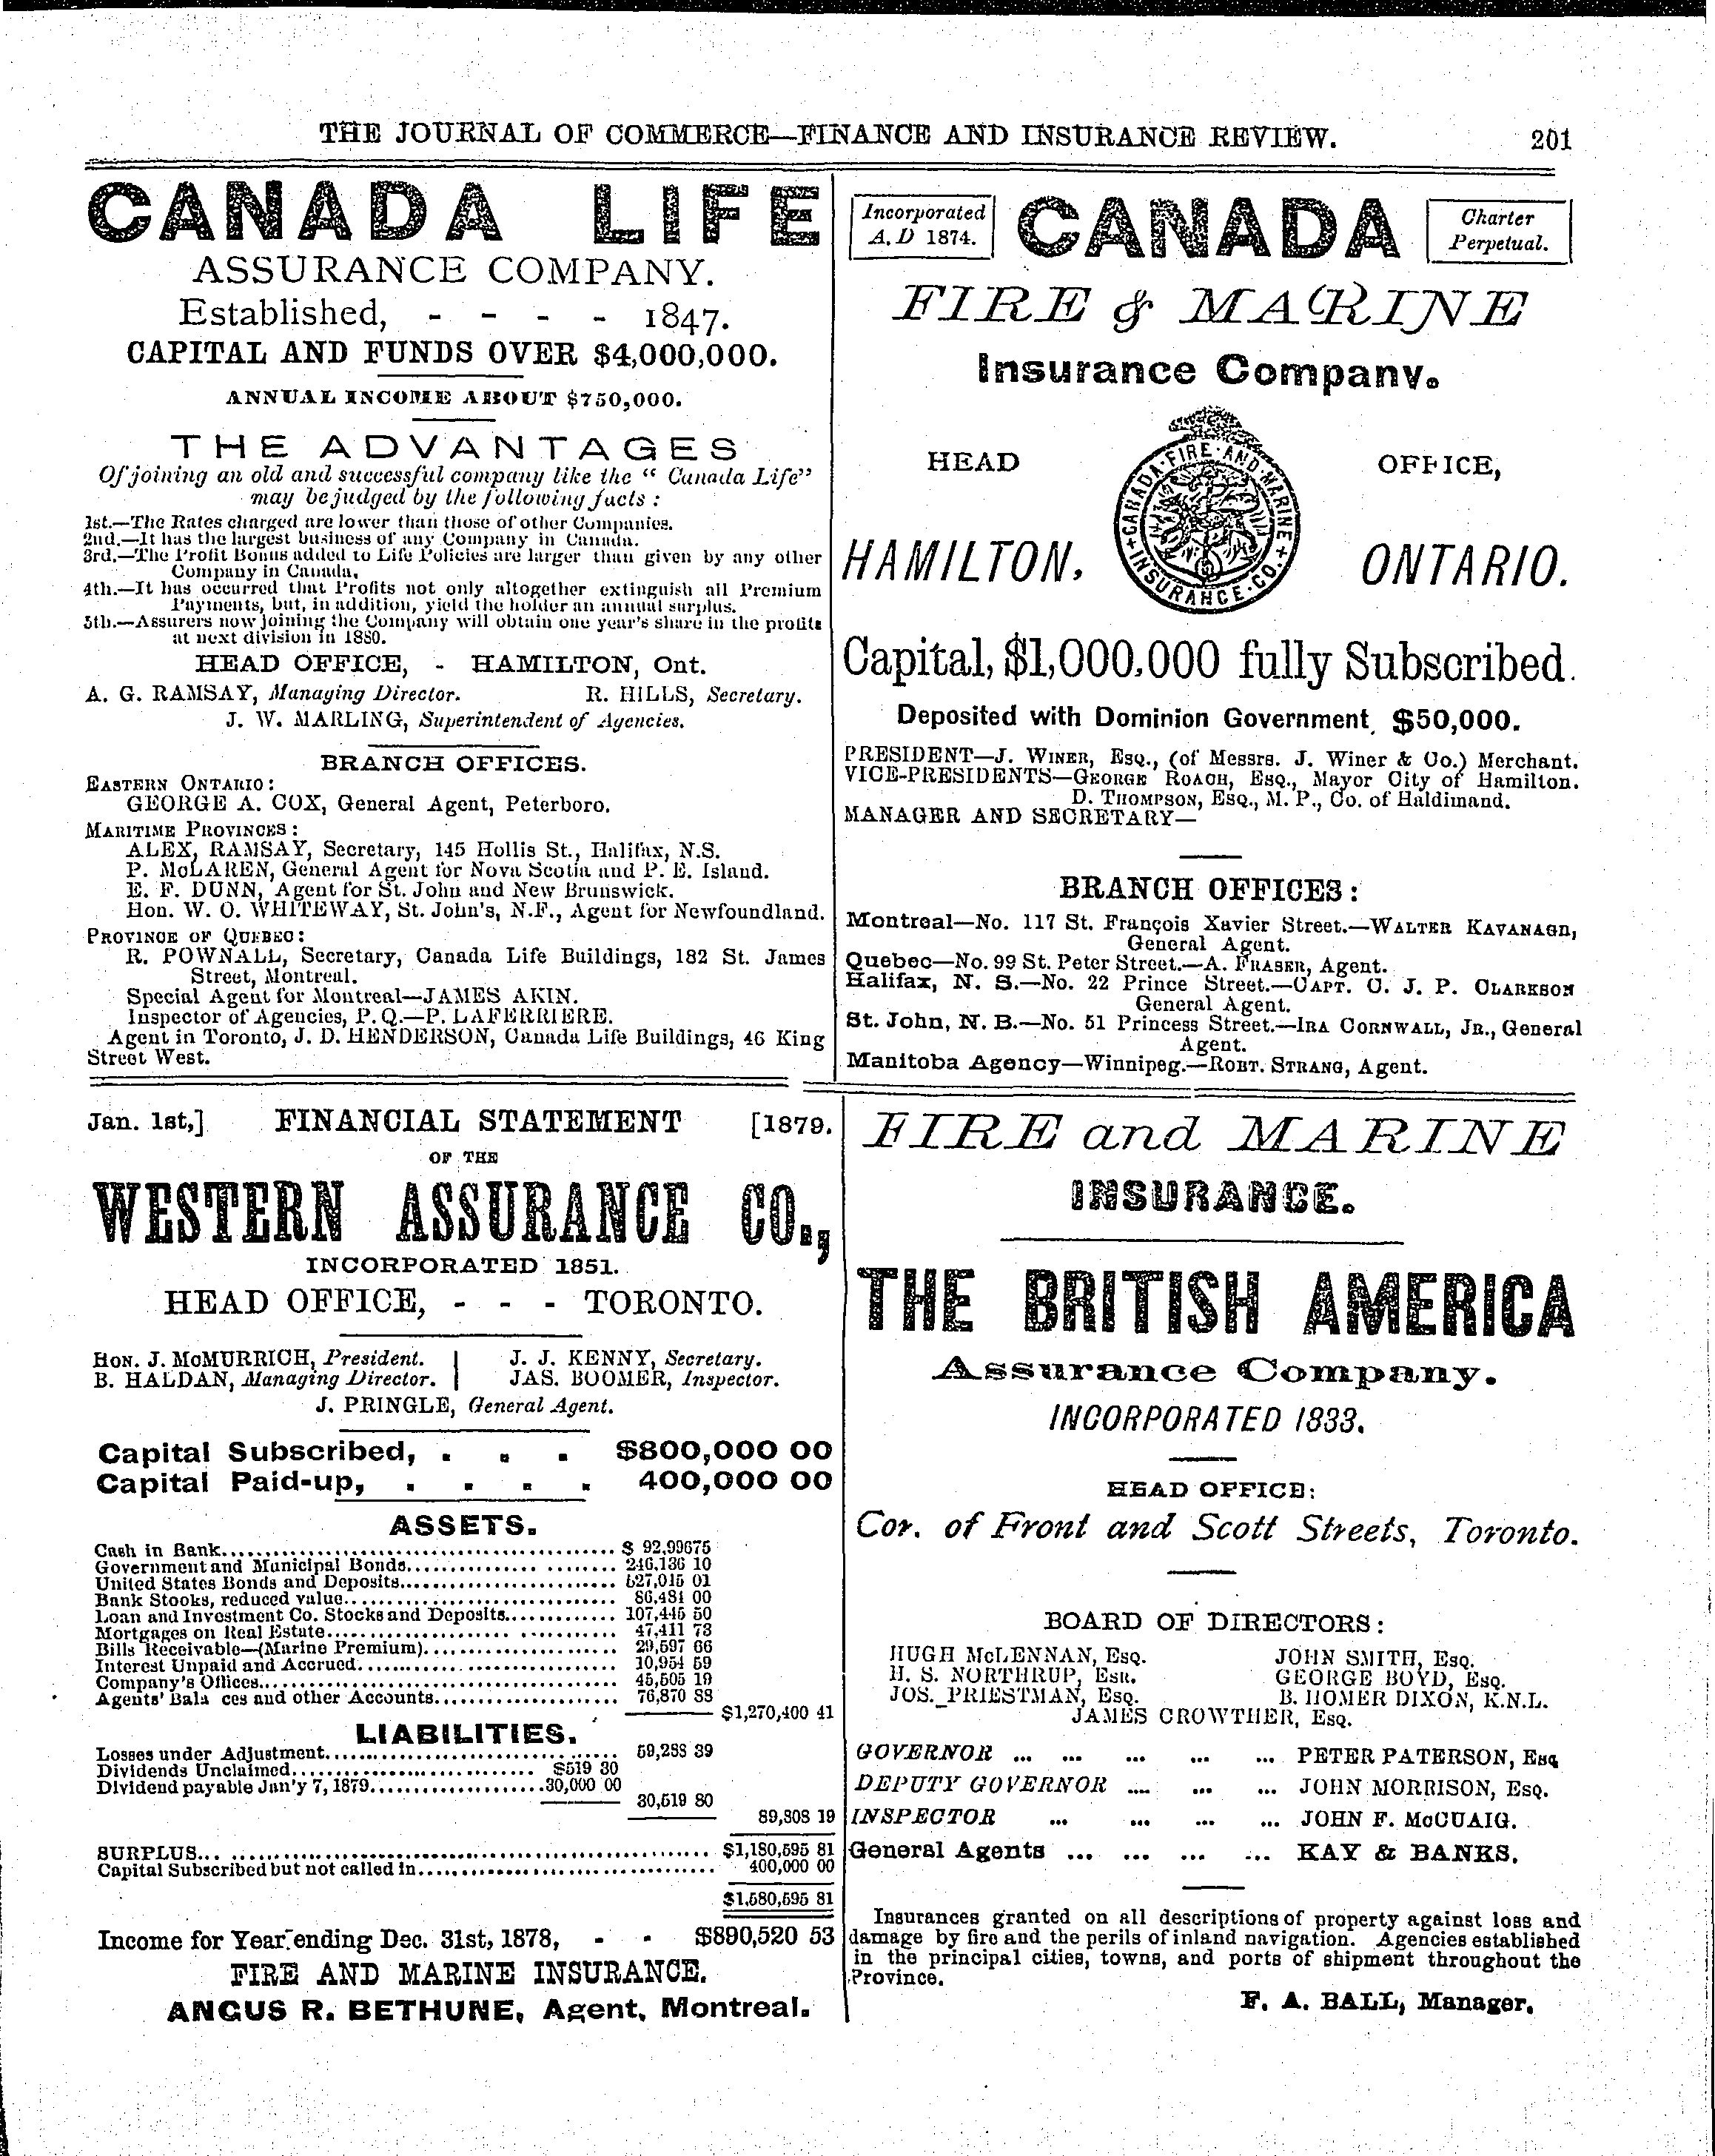 THE JOURNAL OF COMMERCE—FINANCE AND INSURANCE REVIEW. 201
CANADA LIFE
ASSURANCE COMPANY.
Established, - - - - 1847.
CAPITAL AND FUNDS OVER $4,000,000.
ANNUAL INCOME ABOUT $750,000.
THE ADVANTAGES
Of joining an old and successful company like the "Canada Life"
may be judged by the following facts :
1st.—The Rates charged are lower than those of other Companies.
2nd.—It has the largest business of any Company in Canada.
3rd.—The Profit Bonus added to Life Policies are larger than given by any other
Company in Canada.
4th.—It has occurred that Profits not only altogether extinguish all Premium
Payments, but, in addition, yield the holder an annual surplus.
5th.—Assurers now joining the Company will obtain one year's share in the profits
at next division in 1880.
HEAD OFFICE, - HAMILTON, Ont.
A. G. RAMSAY, Managing Director. R. HILLS, Secretary.
J. W. MARLING, Superintendent of Agencies.
BRANCH OFFICES.
EASTERN ONTARIO:
GEORGE A. COX, General Agent, Peterboro.
MARITIME PROVINCES:
ALEX, RAMSAY, Secretary, 145 Hollis St., Halifax, N.S.
P. McLAREN, General Agent for Nova Scotia and P. E. Island.
E. F. DUNN, Agent for St. John and New Brunswick.
Hon. W. O. WHITEWAY, St. John's, N.F., Agent for Newfoundland.
PROVINCE OF QUEBEC:
R. POWNALL, Secretary, Canada Life Buildings, 182 St. James
Street, Montreal.
Special Agent for Montreal—JAMES AKIN.
Inspector of Agencies, P. Q.—P. LAFERRIERE.
Agent in Toronto, J. D. HENDERSON, Canada Life Buildings, 46 King
Street West.
Incorporated
A. D 1874.
CANADA
Charter
Perpetual.
FIRE & MARINE
Insurance Company.
HEAD OFFICE,
CANADA·FIRE·AND·MARINE+INSURANCE·CO.+
HAMILTON, ONTARIO.
Capital, $1,000,000 fully Subscribed.
Deposited with Dominion Government, $50,000.
PRESIDENT—J. WINER, ESQ., (of Messrs. J. Winer & Co.) Merchant.
VICE-PRESIDENTS—GEORGE ROACH, ESQ., Mayor City of Hamilton.
D. THOMPSON, ESQ., M. P., Co. of Haldimand.
MANAGER AND SECRETARY—
BRANCH OFFICES:
Montreal—No. 117 St. François Xavier Street.—WALTER KAVANAGH,
General Agent.
Quebec—No. 99 St. Peter Street.—A. FRASER, Agent.
Halifax, N. S.—No. 22 Prince Street.—CAPT. C. J. P. CLARKSON
General Agent.
St. John, N. B.—No. 51 Princess Street.—IRA CORNWALL, JR., General
Agent.
Manitoba Agency—Winnipeg.—ROBT. STRANG, Agent.
Jan. 1st,] FINANCIAL STATEMENT [1879.
OF THE
WESTERN ASSURANCE CO.,
INCORPORATED 1851.
HEAD OFFICE, - - - TORONTO.
HON. J. McMURRICH, President. J. J. KENNY, Secretary.
B. HALDAN, Managing Director. JAS. BOOMER, Inspector.
J. PRINGLE, General Agent.
Capital Subscribed, . . . $800,000 00
Capital Paid-up, . . . . 400,000 00
ASSETS.
Cash in Bank $ 92,99675
Government and Municipal Bonds 246,136 10
United States Bonds and Deposits 527,015 01
Bank Stocks, reduced value 86,481 00
Loan and Investment Co. Stocks and Deposits 107,445 50
Mortgages on Real Estate 47,411 73
Bills Receivable—(Marine Premium) 29,597 66
Interest Unpaid and Accrued 10,954 59
Company's Offices 45,505 19
Agents' Bala ces and other Accounts 76,870 88
$1,270,400 41
LIABILITIES.
Losses under Adjustment 59,288 39
Dividends Unclaimed $519 80
Dividend payable Jan'y 7, 1879 30,000 00
30,519 80
89,808 19
SURPLUS $1,180,595 81
Capital Subscribed but not called in 400,000 00
$1,580,595 81
Income for Year ending Dec. 31st, 1878, - - $890,520 53
FIRE AND MARINE INSURANCE.
ANGUS R. BETHUNE, Agent, Montreal.
FIRE and MARINE
INSURANCE.
THE BRITISH AMERICA
Assurance Company.
INCORPORATED 1833.
HEAD OFFICE:
Cor. of Front and Scott Streets, Toronto.
BOARD OF DIRECTORS:
HUGH McLENNAN, ESQ. JOHN SMITH, ESQ.
H. S. NORTHRUP, ESR. GEORGE BOYD, ESQ.
JOS. PRIESTMAN, ESQ. B. HOMER DIXON, K.N.L.
JAMES CROWTHER, ESQ.
GOVERNOR ... ... ... ... ... PETER PATERSON, ESQ
DEPUTY GOVERNOR .... ... ... JOHN MORRISON, ESQ.
INSPECTOR ... ... ... ... JOHN F. McCUAIG.
General Agents ... ... ... ... KAY & BANKS.
Insurances granted on all descriptions of property against loss and
damage by fire and the perils of inland navigation. Agencies established
in the principal cities, towns, and ports of shipment throughout the
Province.
F. A. BALL, Manager.